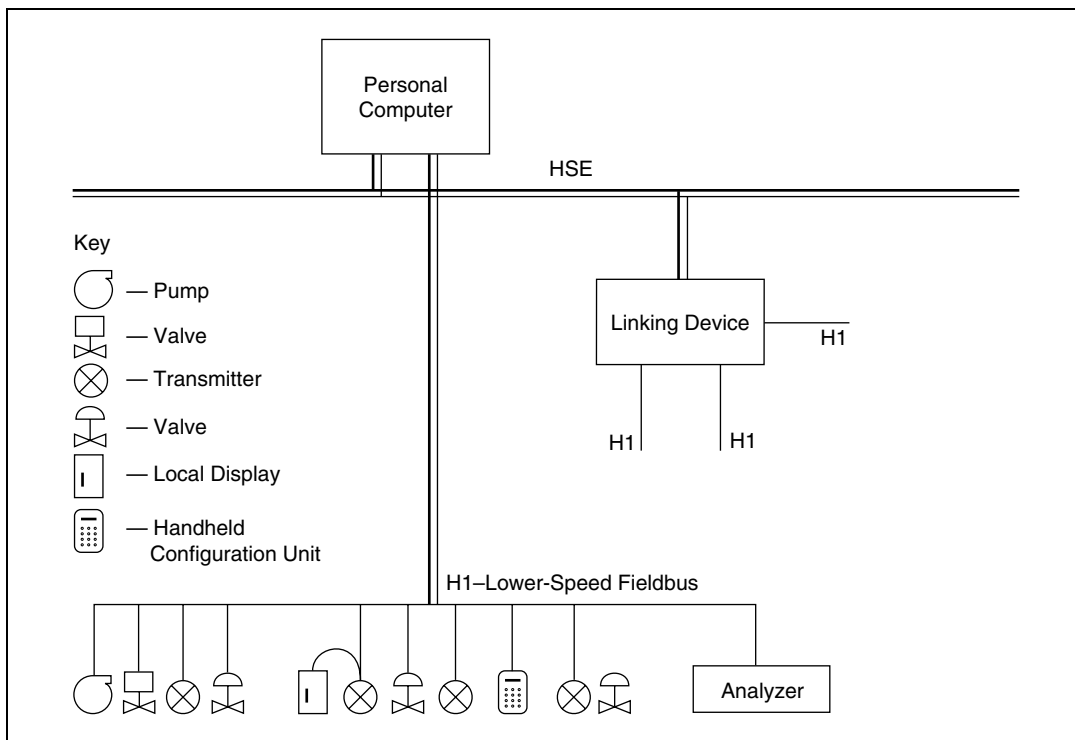 Personal
Computer
HSE
Key
— Pump
— Valve
— Transmitter
— Valve
— Local Display
— Handheld
Configuration Unit
Linking Device
H1
H1
H1
H1–Lower-Speed Fieldbus
Analyzer